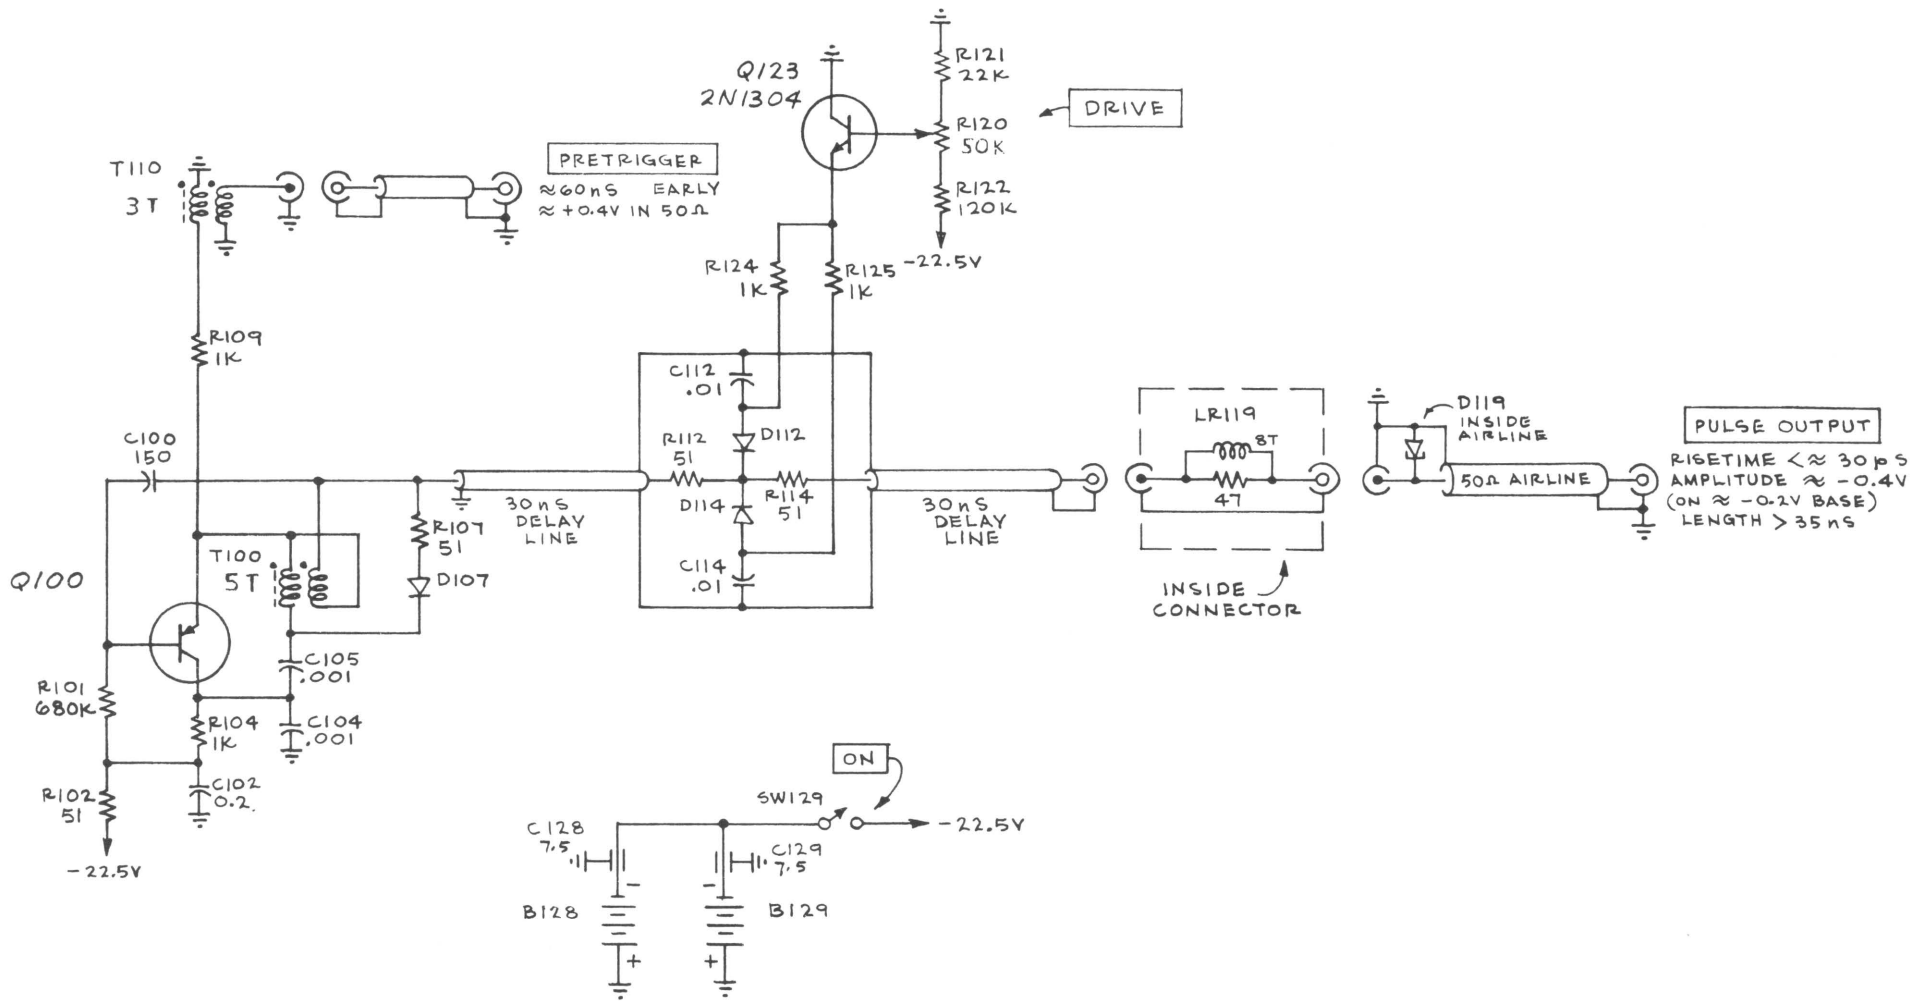 Q123
2N1304
R121
22K
R120
50K
R122
120K
-22.5V
DRIVE
T110
3T
PRETRIGGER
≈60nS EARLY
≈+0.4V IN 50Ω
R124
1K
R125
1K
R109
1K
C100
150
C112
.01
D112
R112
51
D114
R114
51
C114
.01
30nS
DELAY
LINE
30nS
DELAY
LINE
LR119
8T
47
INSIDE
CONNECTOR
D119
INSIDE
AIRLINE
50Ω AIRLINE
PULSE OUTPUT
RISETIME <≈ 30pS
AMPLITUDE ≈ -0.4V
(ON ≈ -0.2V BASE)
LENGTH > 35nS
R107
51
D107
T100
5T
Q100
C105
.001
C104
.001
R101
680K
R104
1K
R102
51
C102
0.2
-22.5V
ON
SW129
-22.5V
C128
7.5
C129
7.5
-
-
B128
B129
+
+